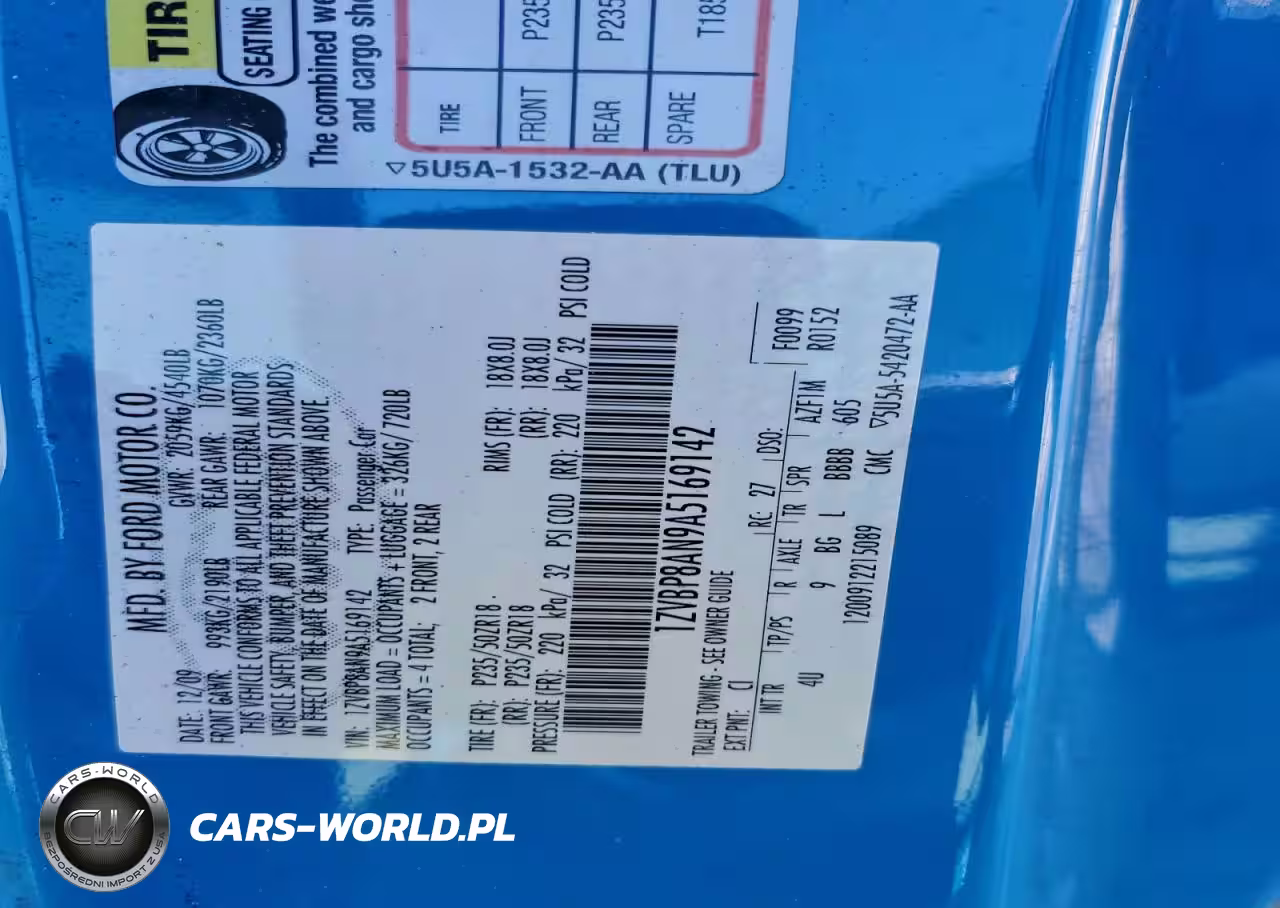 TIR
SEATING
The combined we
and cargo sho
TIRE
FRONT P235
REAR P235
SPARE T185
▽5U5A-1532-AA (TLU)
MFD. BY FORD MOTOR CO.
DATE: 12/09 GVWR: 2059KG/4540LB
FRONT GAWR: 993KG/2190LB REAR GAWR: 1070KG/2360LB
THIS VEHICLE CONFORMS TO ALL APPLICABLE FEDERAL MOTOR
VEHICLE SAFETY, BUMPER, AND THEFT PREVENTION STANDARDS
IN EFFECT ON THE DATE OF MANUFACTURE SHOWN ABOVE.
VIN: 1ZVBP8AN9A5169142 TYPE: Passenger Car
MAXIMUM LOAD = OCCUPANTS + LUGGAGE = 326KG/720LB
OCCUPANTS = 4 TOTAL; 2 FRONT, 2 REAR
TIRE (FR): P235/50ZR18 RIMS (FR): 18X8.0J
(RR): P235/50ZR18 (RR): 18X8.0J
PRESSURE (FR): 220 kPa/ 32 PSI COLD (RR): 220 kPa/ 32 PSI COLD
1ZVBP8AN9A5169142
TRAILER TOWING - SEE OWNER GUIDE
EXT PNT: CI RC: 27 DSO: F0099
INT TR TP/PS R AXLE TR SPR AZE1M R0152
4U 9 BG L BBBB 605
1200912215089 CMC ▽5U5A-5420472-AA
CARS-WORLD
CW
BEZPOŚREDNI IMPORT Z USA
CARS-WORLD.PL